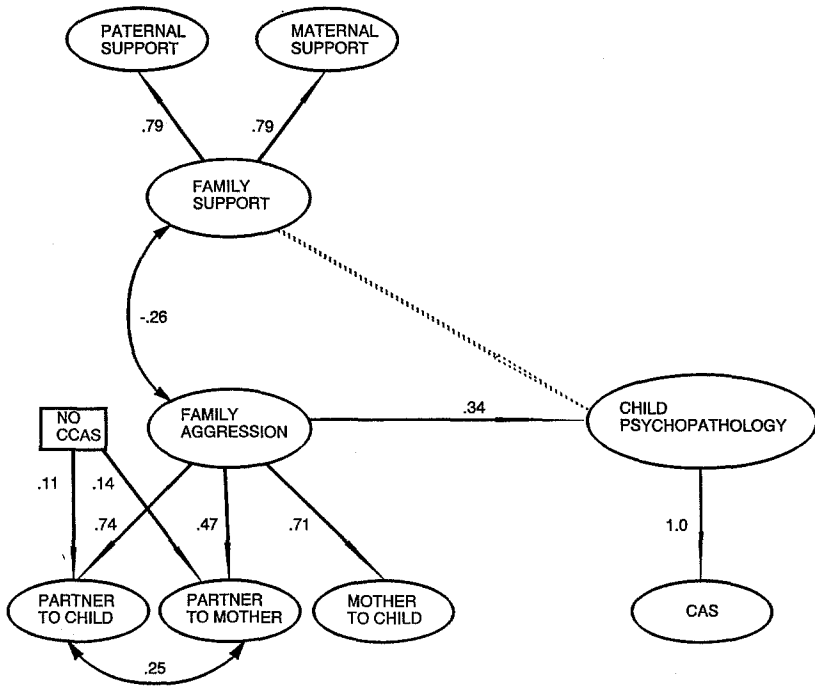 PATERNAL
SUPPORT
MATERNAL
SUPPORT
.79
.79
FAMILY
SUPPORT
-.26
NO
CCAS
FAMILY
AGGRESSION
.34
CHILD
PSYCHOPATHOLOGY
.11
.14
.74
.47
.71
1.0
PARTNER
TO CHILD
PARTNER
TO MOTHER
MOTHER
TO CHILD
CAS
.25